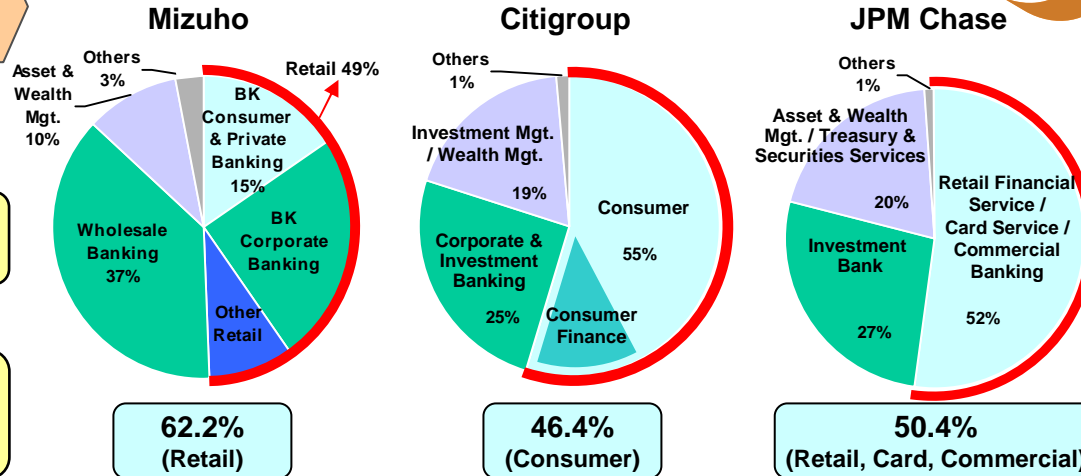 Mizuho
Others
3%
Asset &
Wealth
Mgt.
10%
Retail 49%
BK
Consumer
& Private
Banking
15%
BK
Corporate
Banking
Wholesale
Banking
37%
Other
Retail
62.2%
(Retail)
Citigroup
Others
1%
Investment Mgt.
/ Wealth Mgt.
19%
Consumer
55%
Corporate &
Investment
Banking
25%
Consumer
Finance
46.4%
(Consumer)
JPM Chase
Others
1%
Asset & Wealth
Mgt. / Treasury &
Securities Services
20%
Retail Financial
Service /
Card Service /
Commercial
Banking
52%
Investment
Bank
27%
50.4%
(Retail, Card, Commercial)